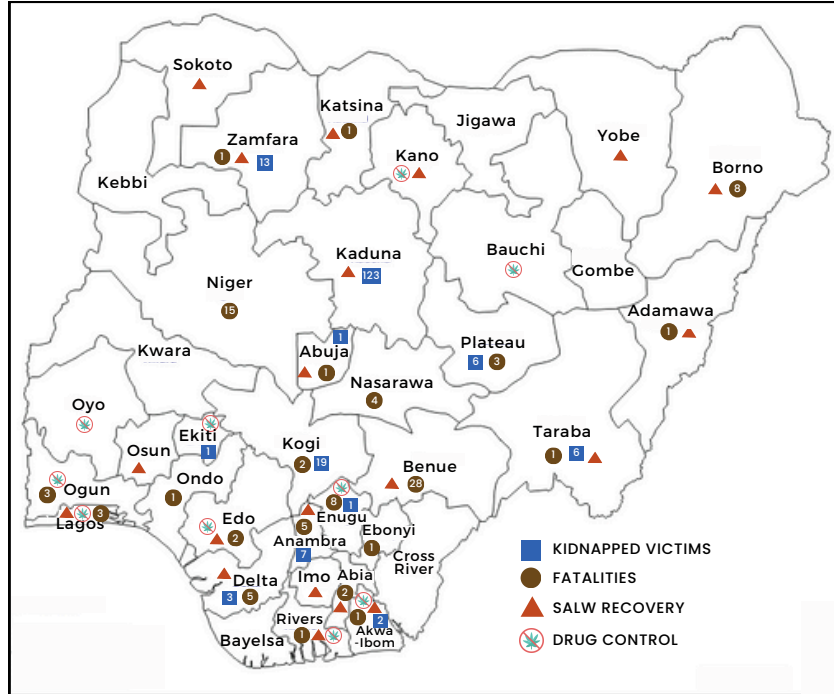 Sokoto
Katsina
1
Jigawa
Zamfara
1
13
Kano
Yobe
Borno
8
Kebbi
Kaduna
123
Bauchi
Gombe
Niger
15
Adamawa
1
1
Abuja
1
Plateau
6
3
Kwara
Nasarawa
4
Oyo
Ekiti
1
Osun
Kogi
2
19
Taraba
1
6
Benue
28
Ogun
3
Ondo
1
Lagos
3
Edo
2
8
1
Enugu
5
Anambra
7
Ebonyi
1
Cross
River
Delta
3
5
Imo
Abia
2
1
2
Akwa
-Ibom
Rivers
1
Bayelsa
KIDNAPPED VICTIMS
FATALITIES
SALW RECOVERY
DRUG CONTROL